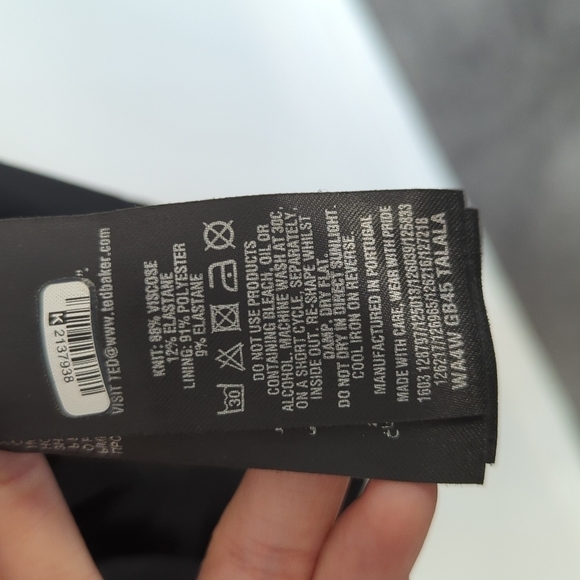 K 2137938
VISIT TED@www.tedbaker.com
KNIT: 88% VISCOSE
12% ELASTANE
LINING: 91% POLYESTER
9% ELASTANE
30
DO NOT USE PRODUCTS
CONTAINING BLEACH, OIL, OR
ALCOHOL. MACHINE WASH AT 30C,
ON A SHORT CYCLE, SEPARATELY,
INSIDE OUT. RE-SHAPE WHILST
DAMP. DRY FLAT.
DO NOT DRY IN DIRECT SUNLIGHT.
COOL IRON ON REVERSE
MANUFACTURED IN PORTUGAL
MADE WITH CARE, WEAR WITH PRIDE
WA4W GB45 TALALA